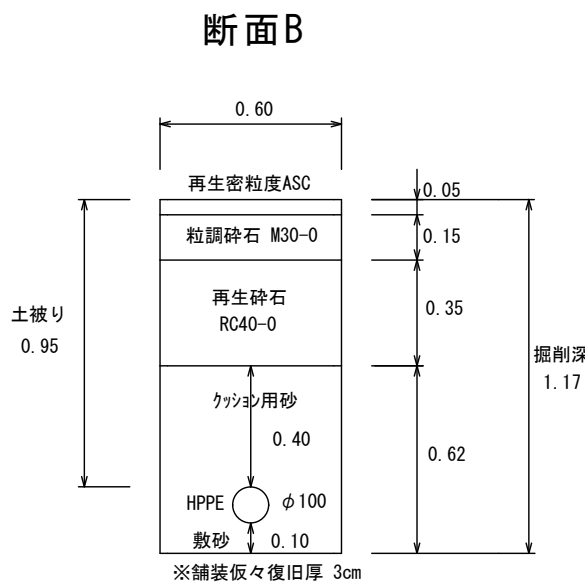 断面B
0.60
再生密粒度ASC
0.05
粒調砕石 M30-0
0.15
再生砕石
RC40-0
0.35
土被り
0.95
掘削深
1.17
クッション用砂
0.40
0.62
HPPE
φ100
敷砂
0.10
※舗装仮々復旧厚 3cm